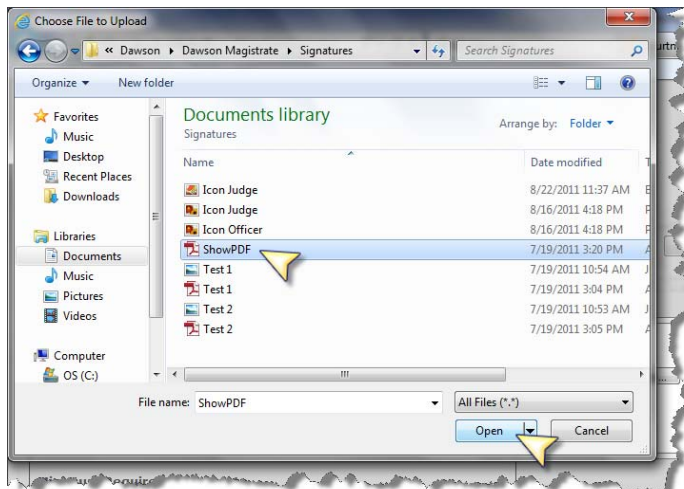 Choose File to Upload
« Dawson ▸ Dawson Magistrate ▸ Signatures
Search Signatures
Organize ▾ New folder
Favorites
Music
Desktop
Recent Places
Downloads
Libraries
Documents
Music
Pictures
Videos
Computer
OS (C:)
Documents library
Signatures
Arrange by: Folder ▾
Name Date modified
Icon Judge 8/22/2011 11:37 AM
Icon Judge 8/16/2011 4:18 PM
Icon Officer 8/16/2011 4:18 PM
ShowPDF 7/19/2011 3:20 PM
Test 1 7/19/2011 10:54 AM
Test 1 7/19/2011 3:04 PM
Test 2 7/19/2011 10:53 AM
Test 2 7/19/2011 3:05 PM
File name: ShowPDF All Files (*.*)
Open Cancel